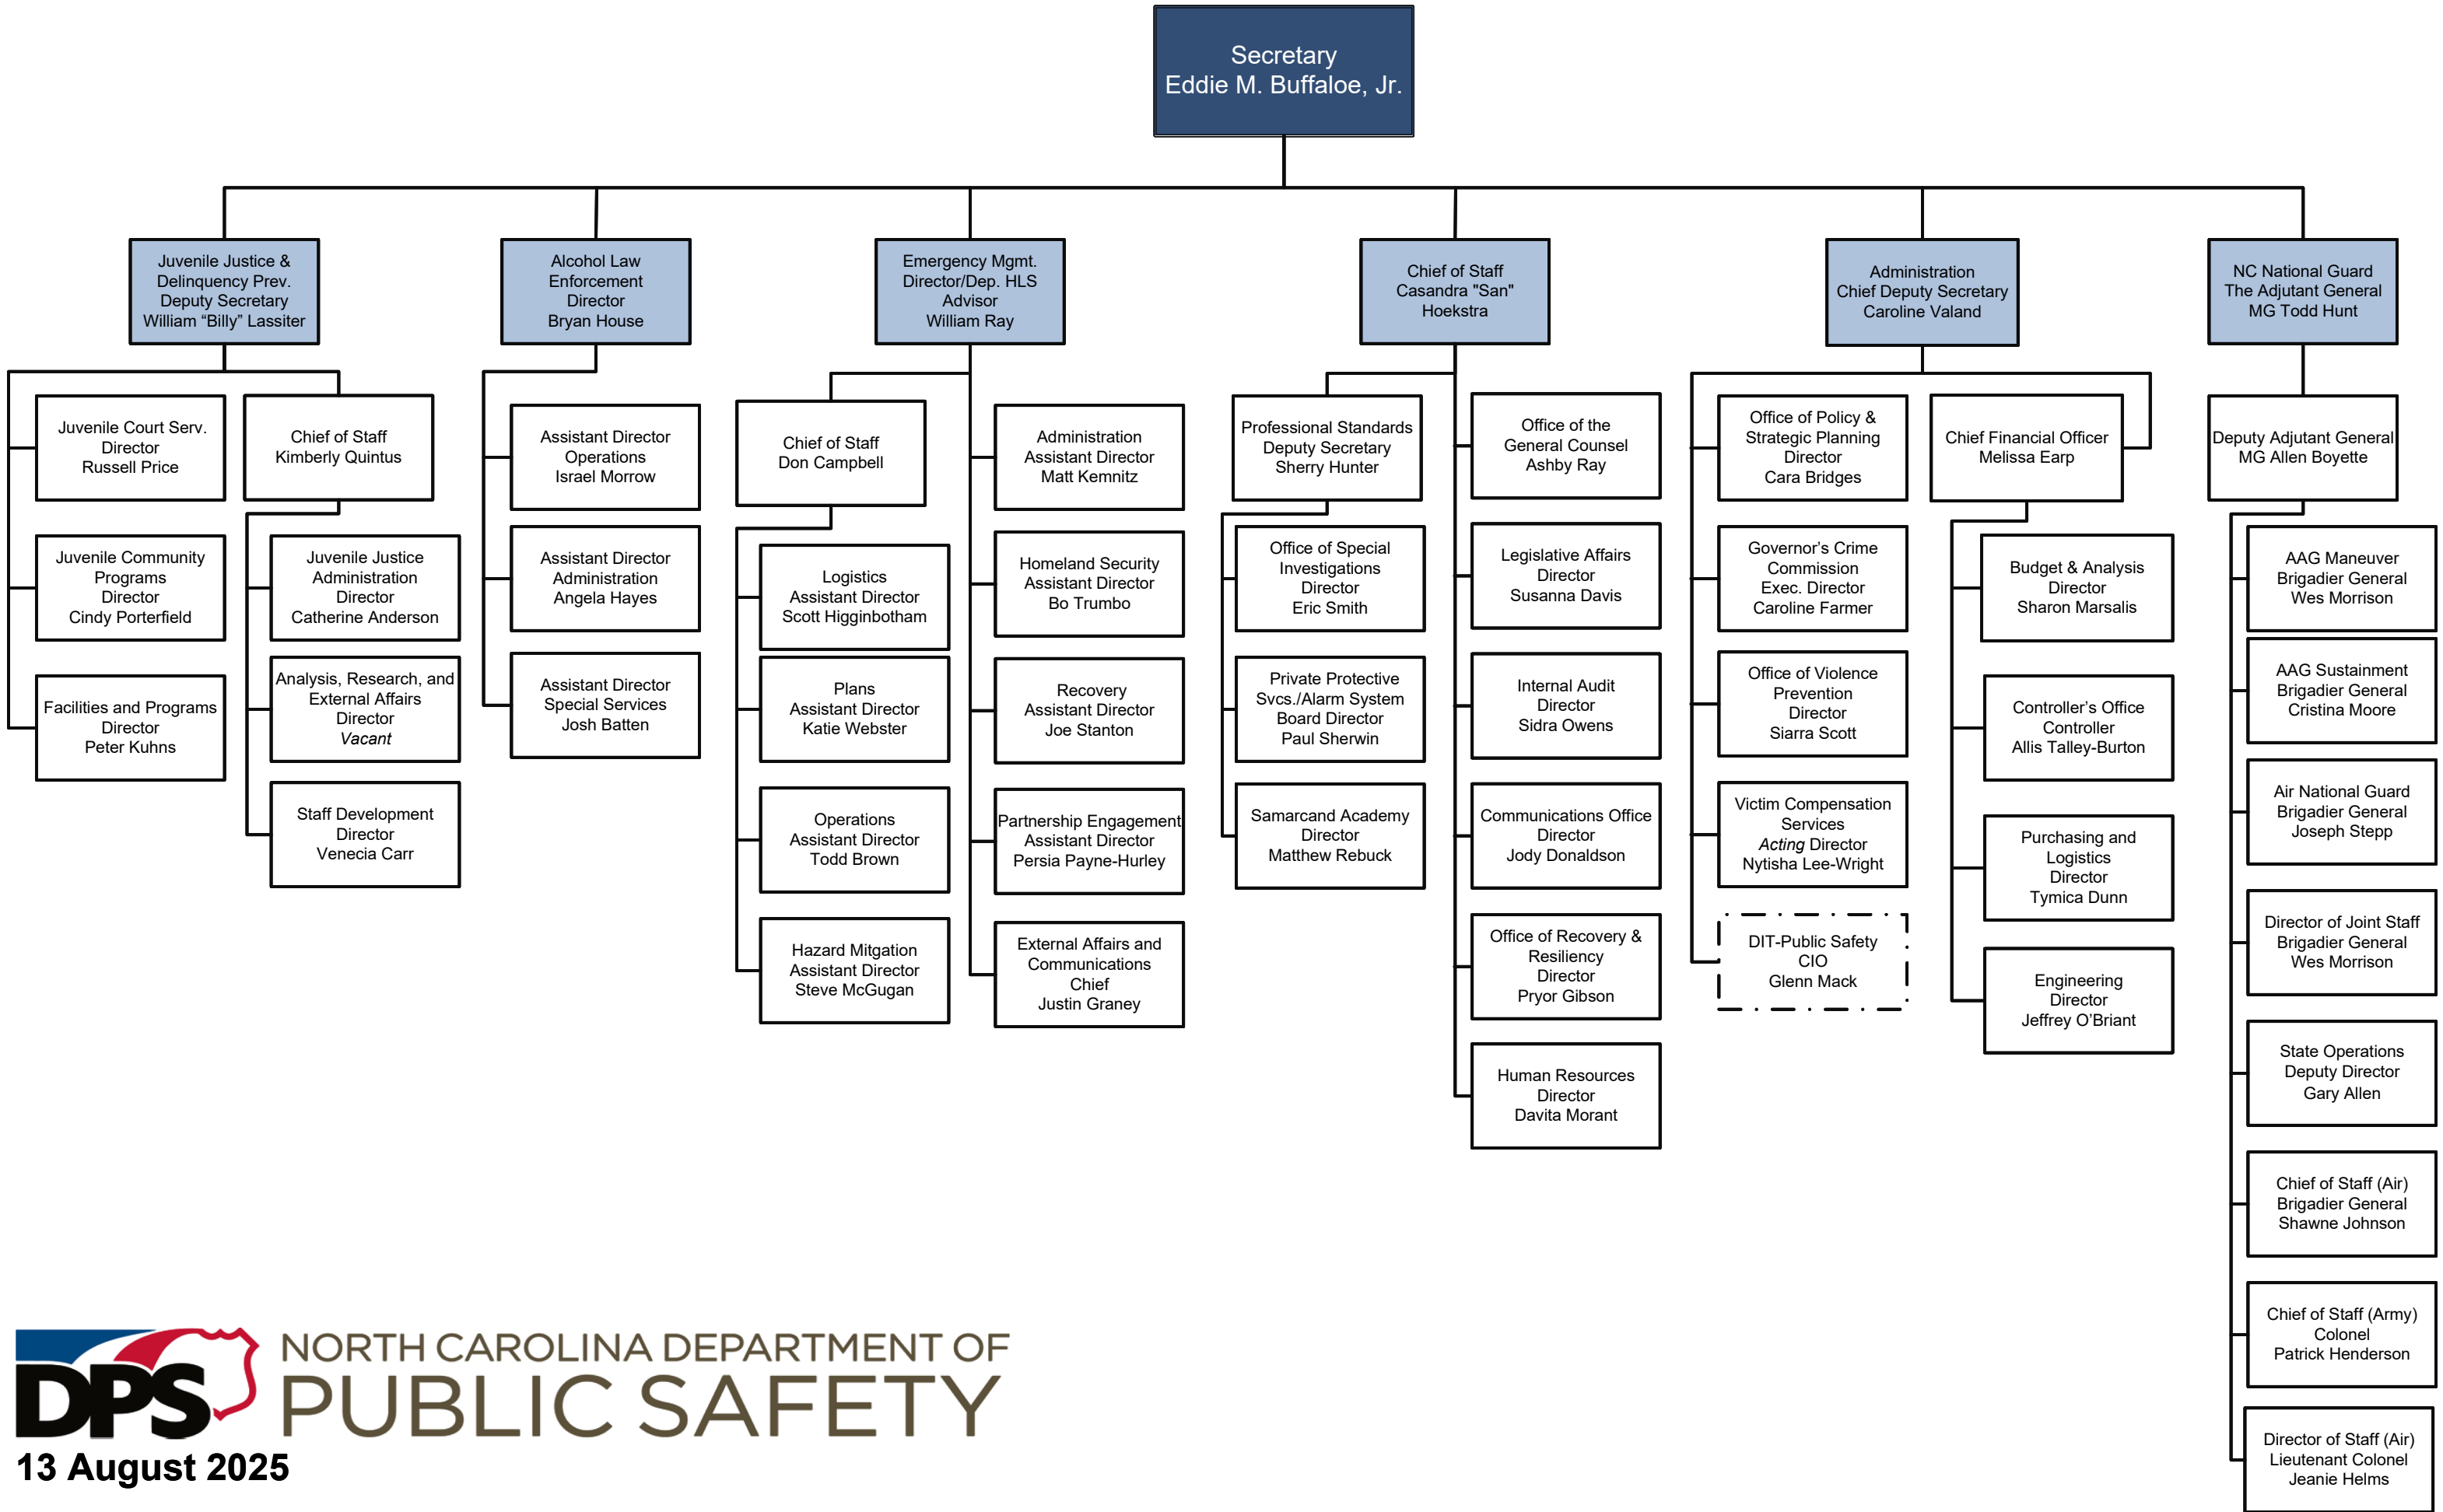 Secretary
Eddie M. Buffaloe, Jr.
Juvenile Justice &
Delinquency Prev.
Deputy Secretary
William “Billy” Lassiter
Alcohol Law
Enforcement
Director
Bryan House
Emergency Mgmt.
Director/Dep. HLS
Advisor
William Ray
Chief of Staff
Casandra "San"
Hoekstra
Administration
Chief Deputy Secretary
Caroline Valand
NC National Guard
The Adjutant General
MG Todd Hunt
Juvenile Court Serv.
Director
Russell Price
Juvenile Community
Programs
Director
Cindy Porterfield
Facilities and Programs
Director
Peter Kuhns
Chief of Staff
Kimberly Quintus
Juvenile Justice
Administration
Director
Catherine Anderson
Analysis, Research, and
External Affairs
Director
Vacant
Staff Development
Director
Venecia Carr
Assistant Director
Operations
Israel Morrow
Assistant Director
Administration
Angela Hayes
Assistant Director
Special Services
Josh Batten
Chief of Staff
Don Campbell
Logistics
Assistant Director
Scott Higginbotham
Plans
Assistant Director
Katie Webster
Operations
Assistant Director
Todd Brown
Hazard Mitgation
Assistant Director
Steve McGugan
Administration
Assistant Director
Matt Kemnitz
Homeland Security
Assistant Director
Bo Trumbo
Recovery
Assistant Director
Joe Stanton
Partnership Engagement
Assistant Director
Persia Payne-Hurley
External Affairs and
Communications
Chief
Justin Graney
Professional Standards
Deputy Secretary
Sherry Hunter
Office of Special
Investigations
Director
Eric Smith
Private Protective
Svcs./Alarm System
Board Director
Paul Sherwin
Samarcand Academy
Director
Matthew Rebuck
Office of the
General Counsel
Ashby Ray
Legislative Affairs
Director
Susanna Davis
Internal Audit
Director
Sidra Owens
Communications Office
Director
Jody Donaldson
Office of Recovery &
Resiliency
Director
Pryor Gibson
Human Resources
Director
Davita Morant
Office of Policy &
Strategic Planning
Director
Cara Bridges
Governor’s Crime
Commission
Exec. Director
Caroline Farmer
Office of Violence
Prevention
Director
Siarra Scott
Victim Compensation
Services
Acting Director
Nytisha Lee-Wright
DIT-Public Safety
CIO
Glenn Mack
Chief Financial Officer
Melissa Earp
Budget & Analysis
Director
Sharon Marsalis
Controller’s Office
Controller
Allis Talley-Burton
Purchasing and
Logistics
Director
Tymica Dunn
Engineering
Director
Jeffrey O’Briant
Deputy Adjutant General
MG Allen Boyette
AAG Maneuver
Brigadier General
Wes Morrison
AAG Sustainment
Brigadier General
Cristina Moore
Air National Guard
Brigadier General
Joseph Stepp
Director of Joint Staff
Brigadier General
Wes Morrison
State Operations
Deputy Director
Gary Allen
Chief of Staff (Air)
Brigadier General
Shawne Johnson
Chief of Staff (Army)
Colonel
Patrick Henderson
Director of Staff (Air)
Lieutenant Colonel
Jeanie Helms
DPS
NORTH CAROLINA DEPARTMENT OF
PUBLIC SAFETY
13 August 2025